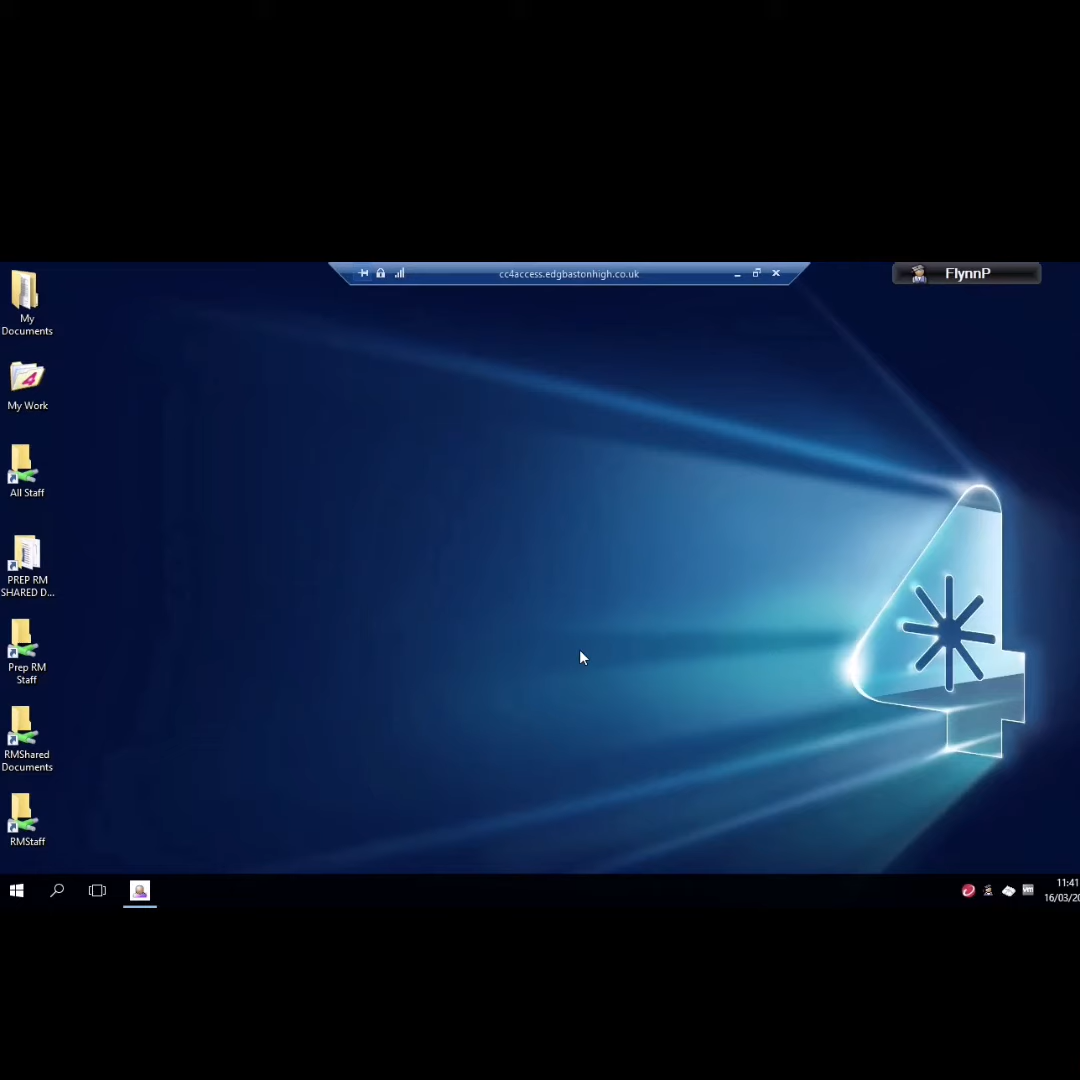 cc4access.edgbastonhigh.co.uk
FlynnP
My
Documents
My Work
All Staff
PREP RM
SHARED D...
Prep RM
Staff
RMShared
Documents
RMStaff
11:41
16/03/20